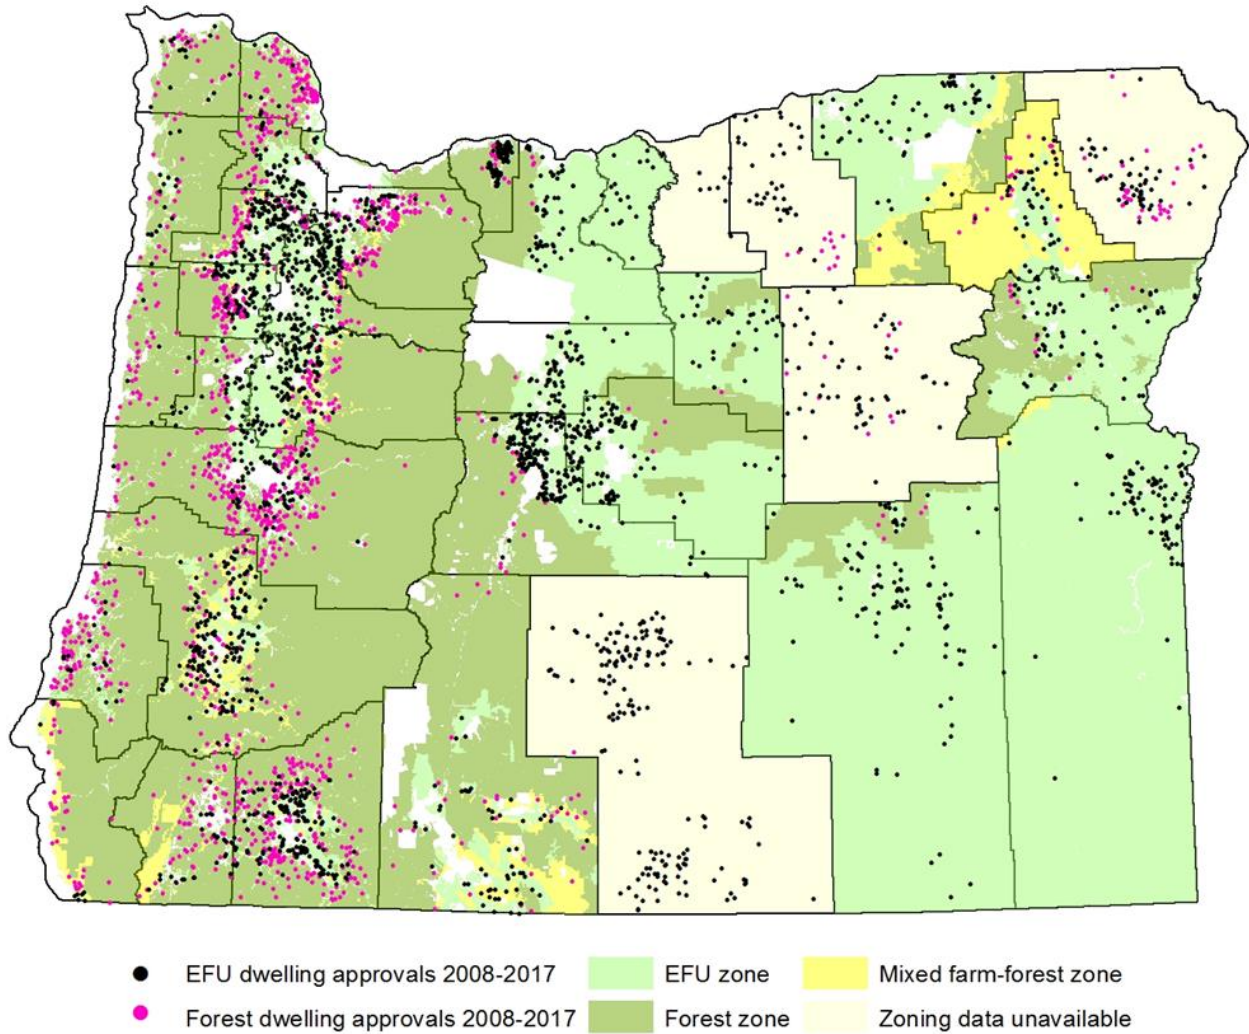 EFU dwelling approvals 2008-2017
EFU zone
Mixed farm-forest zone
Forest dwelling approvals 2008-2017
Forest zone
Zoning data unavailable